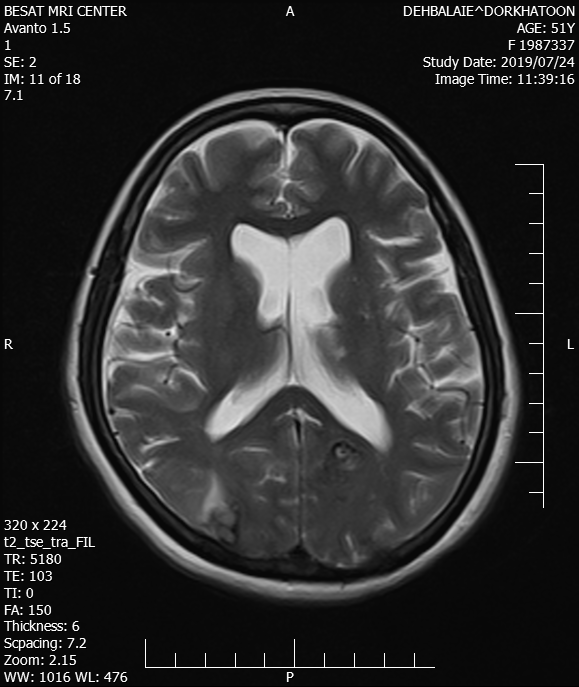 BESAT MRI CENTER
Avanto 1.5
1
SE: 2
IM: 11 of 18
7.1
A
DEHBALAIE^DORKHATOON
AGE: 51Y
F 1987337
Study Date: 2019/07/24
Image Time: 11:39:16
R
L
320 x 224
t2_tse_tra_FIL
TR: 5180
TE: 103
TI: 0
FA: 150
Thickness: 6
Scpacing: 7.2
Zoom: 2.15
WW: 1016 WL: 476
P